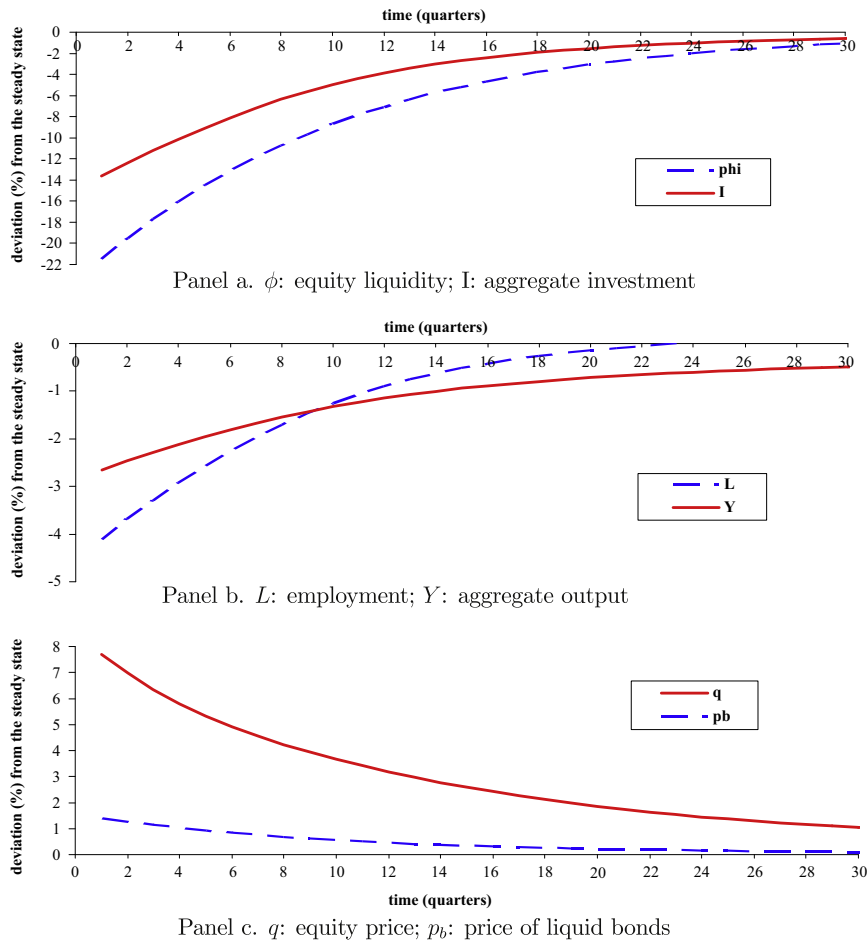 time (quarters)
0 2 4 6 8 10 12 14 16 18 20 22 24 26 28 30
deviation (%) from the steady state
0
-2
-4
-6
-8
-10
-12
-14
-16
-18
-20
-22
phi
I
Panel a. ϕ: equity liquidity; I: aggregate investment
time (quarters)
0 2 4 6 8 10 12 14 16 18 20 22 24 26 28 30
deviation (%) from the steady state
0
-1
-2
-3
-4
-5
L
Y
Panel b. L: employment; Y: aggregate output
deviation (%) from the steady state
8
7
6
5
4
3
2
1
0
q
pb
0 2 4 6 8 10 12 14 16 18 20 22 24 26 28 30
time (quarters)
Panel c. q: equity price; p_b: price of liquid bonds